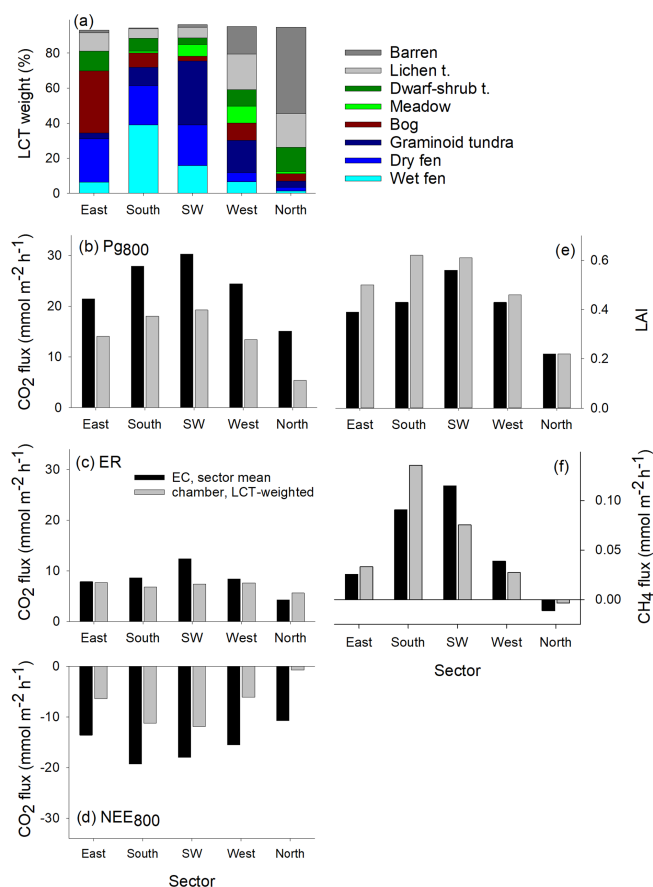 (a)
LCT weight (%)
80
60
40
20
0
East South SW West North
Barren
Lichen t.
Dwarf-shrub t.
Meadow
Bog
Graminoid tundra
Dry fen
Wet fen
(b) Pg800
CO2 flux (mmol m−2 h−1)
30
20
10
0
East South SW West North
(e)
LAI
0.6
0.4
0.2
0.0
East South SW West North
(c) ER
EC, sector mean
chamber, LCT-weighted
CO2 flux (mmol m−2 h−1)
30
20
10
0
East South SW West North
(f)
CH4 flux (mmol m−2 h−1)
0.10
0.05
0.00
East South SW West North
Sector
CO2 flux (mmol m−2 h−1)
0
-10
-20
-30
(d) NEE800
East South SW West North
Sector